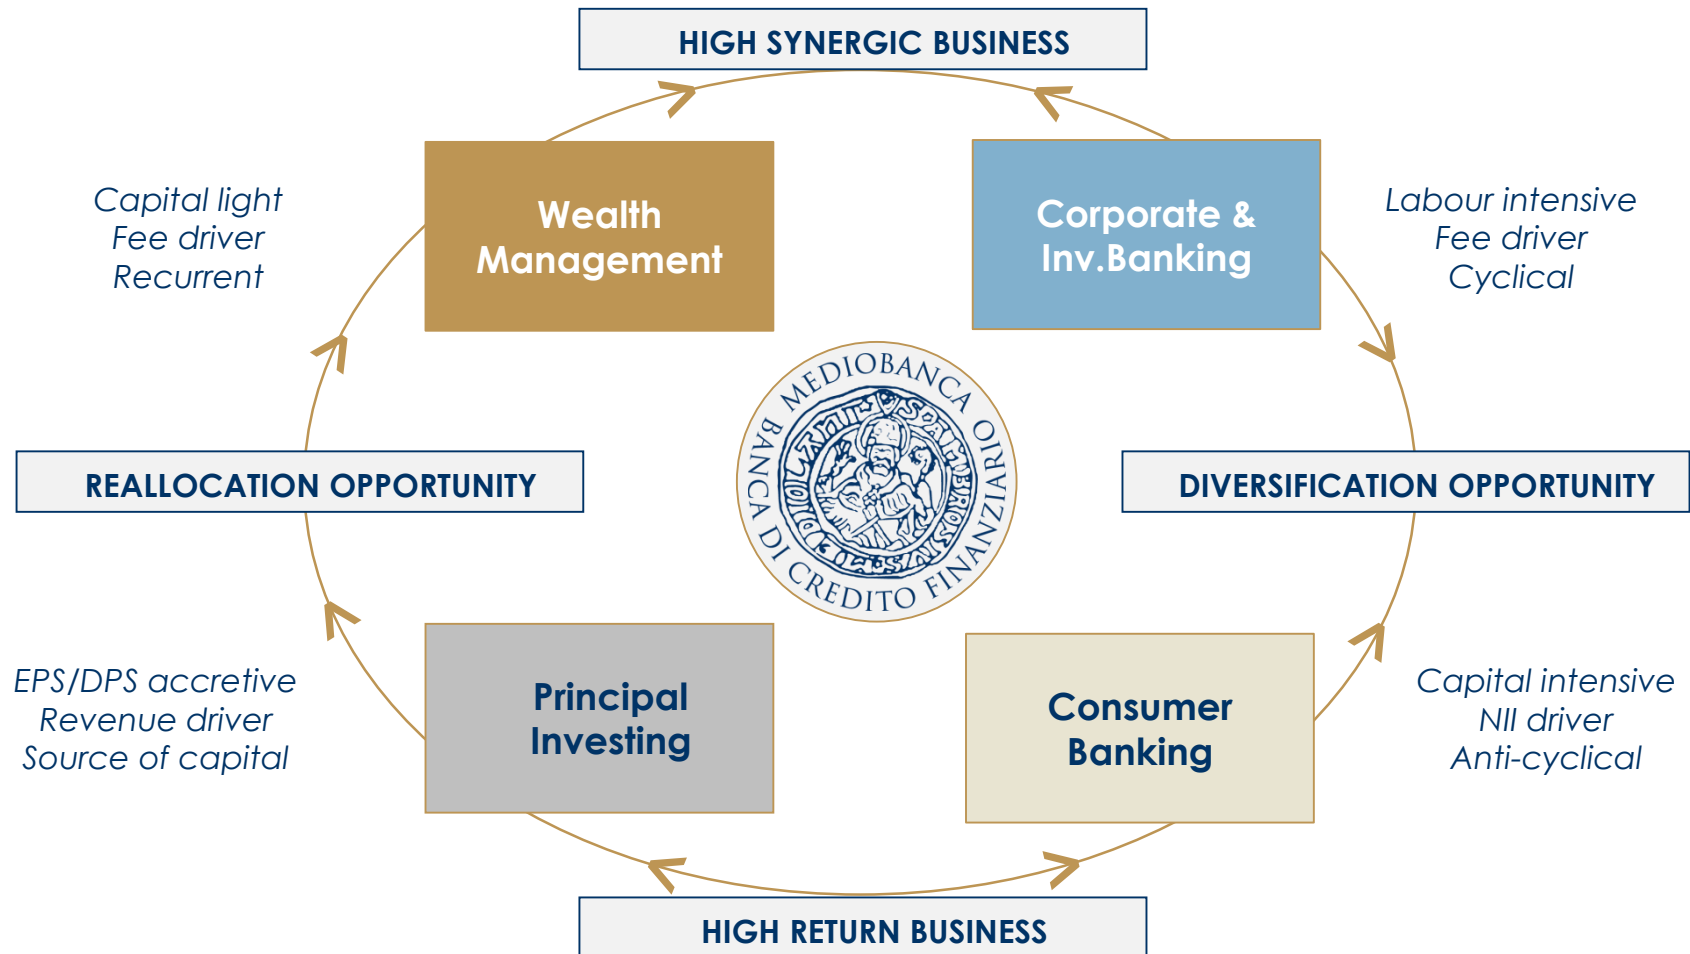 HIGH SYNERGIC BUSINESS
Capital light
Fee driver
Recurrent
Wealth
Management
Corporate &
Inv.Banking
Labour intensive
Fee driver
Cyclical
REALLOCATION OPPORTUNITY
MEDIOBANCA
BANCA DI CREDITO FINANZIARIO
DIVERSIFICATION OPPORTUNITY
EPS/DPS accretive
Revenue driver
Source of capital
Principal
Investing
Consumer
Banking
Capital intensive
NII driver
Anti-cyclical
HIGH RETURN BUSINESS